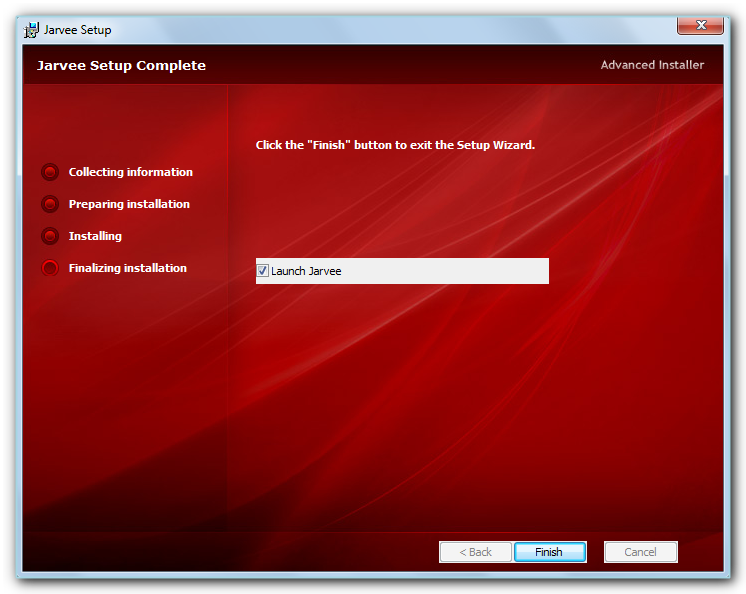 Jarvee Setup
Jarvee Setup Complete
Advanced Installer
Click the "Finish" button to exit the Setup Wizard.
Collecting information
Preparing installation
Installing
Finalizing installation
Launch Jarvee
< Back
Finish
Cancel